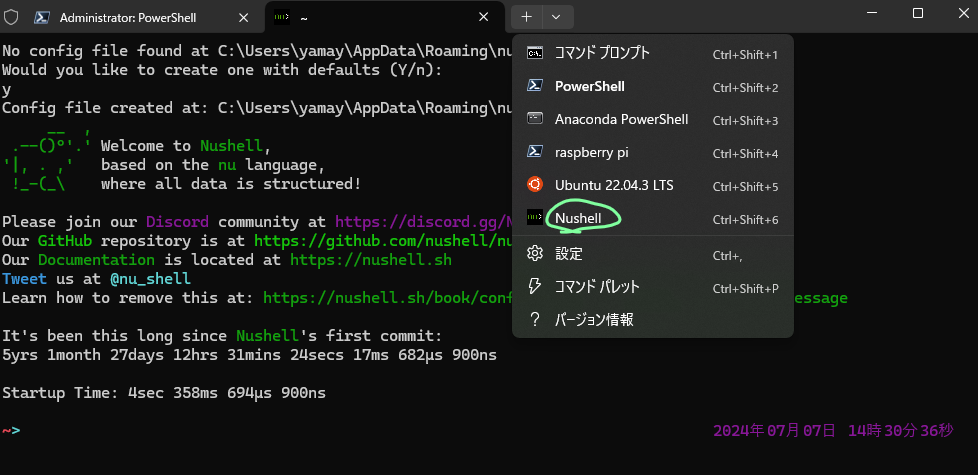 Administrator: PowerShell
~
No config file found at C:\Users\yamay\AppData\Roaming\nu
Would you like to create one with defaults (Y/n):
y
Config file created at: C:\Users\yamay\AppData\Roaming\nu
Welcome to Nushell,
based on the nu language,
where all data is structured!
Please join our Discord community at https://discord.gg/
Our GitHub repository is at https://github.com/nushell/nu
Our Documentation is located at https://nushell.sh
Tweet us at @nu_shell
Learn how to remove this at: https://nushell.sh/book/conf
essage
It's been this long since Nushell's first commit:
5yrs 1month 27days 12hrs 31mins 24secs 17ms 682µs 900ns
Startup Time: 4sec 358ms 694µs 900ns
~>
2024年07月07日 14時30分36秒
コマンド プロンプト Ctrl+Shift+1
PowerShell Ctrl+Shift+2
Anaconda PowerShell Ctrl+Shift+3
raspberry pi Ctrl+Shift+4
Ubuntu 22.04.3 LTS Ctrl+Shift+5
Nushell Ctrl+Shift+6
設定 Ctrl+,
コマンド パレット Ctrl+Shift+P
バージョン情報